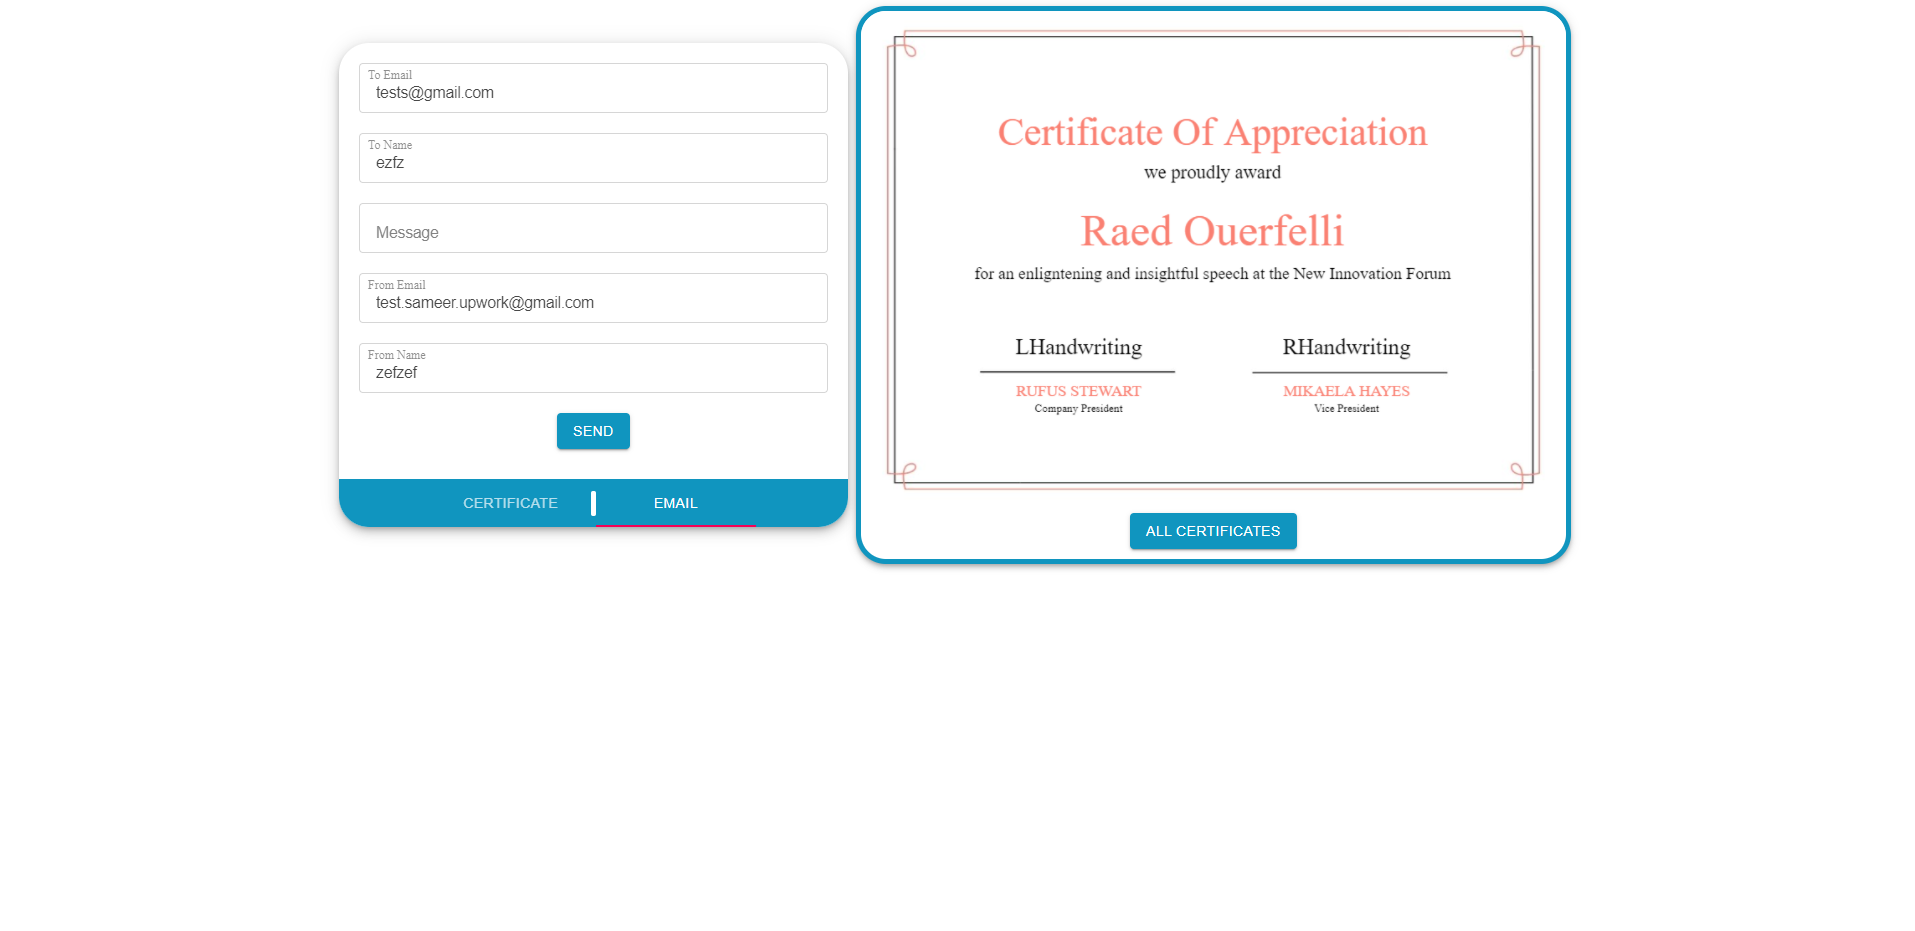 To Email
tests@gmail.com
To Name
ezfz
Message
From Email
test.sameer.upwork@gmail.com
From Name
zefzef
SEND
CERTIFICATE
EMAIL
Certificate Of Appreciation
we proudly award
Raed Ouerfelli
for an enligntening and insightful speech at the New Innovation Forum
LHandwriting
RHandwriting
RUFUS STEWART
MIKAELA HAYES
Company President
Vice President
ALL CERTIFICATES